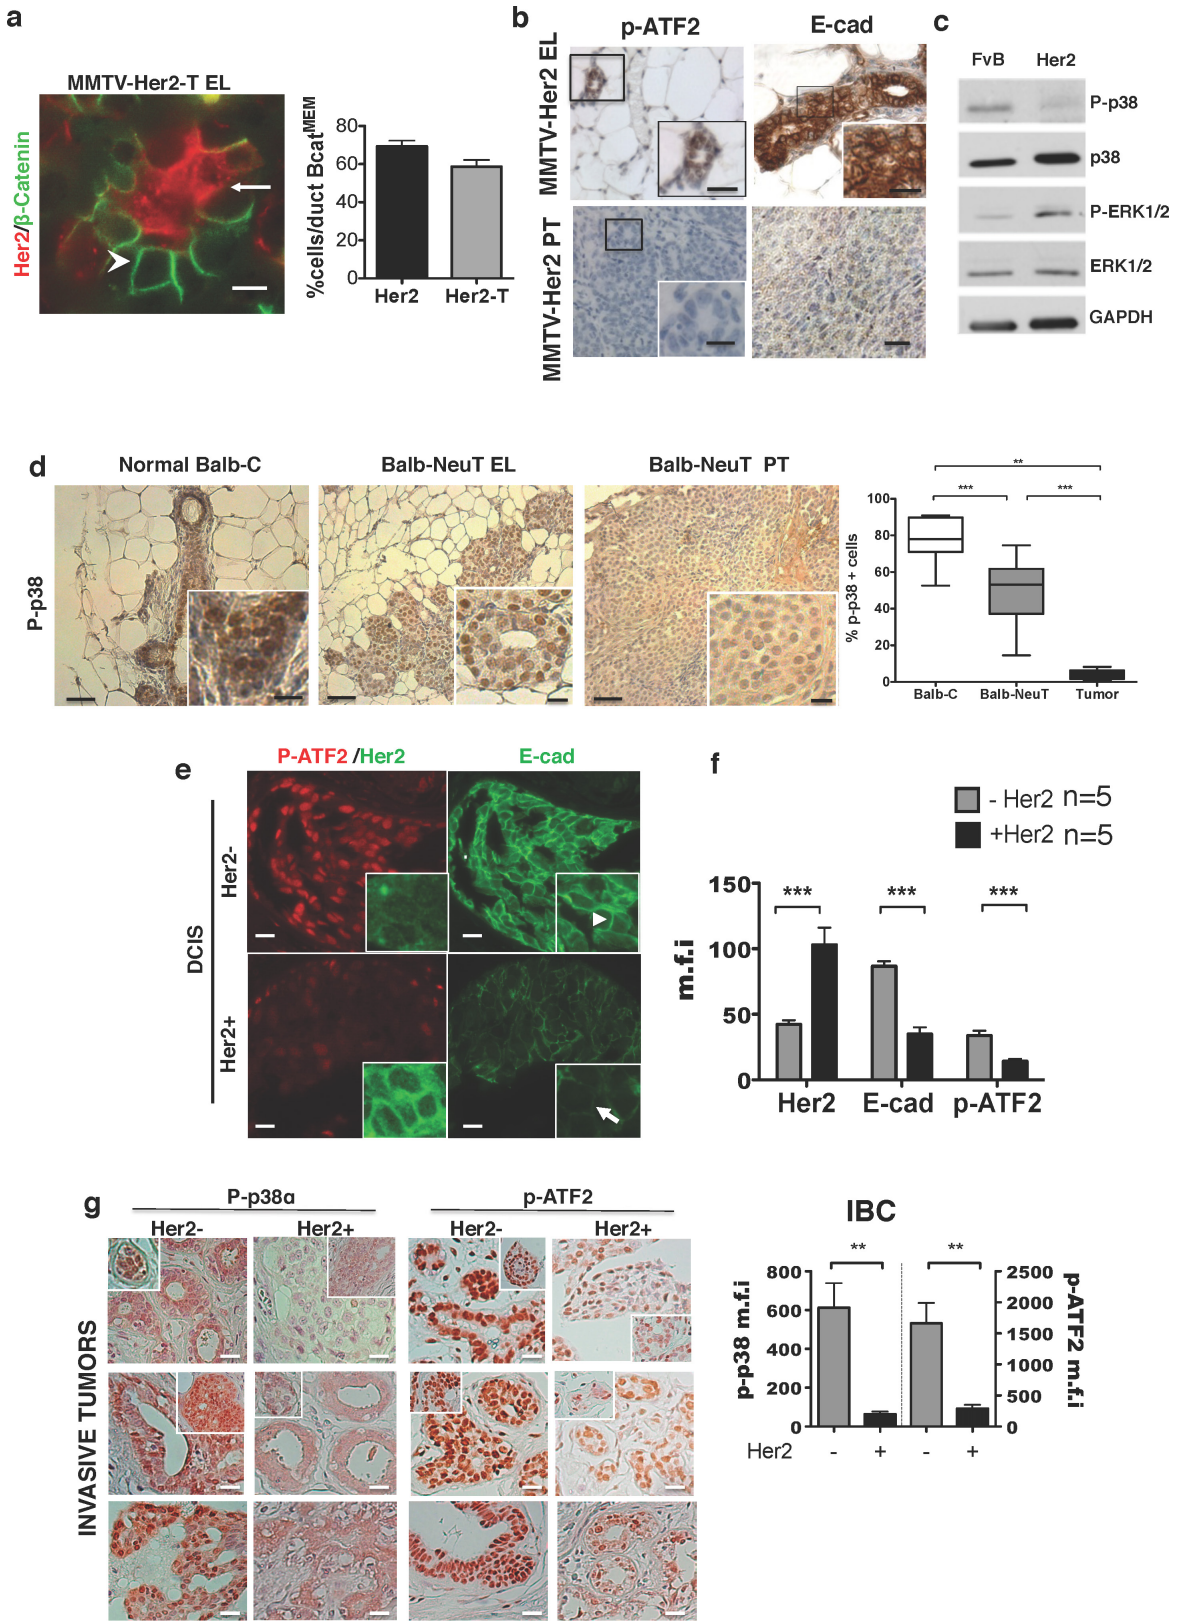 a
MMTV-Her2-T EL
Her2/β-Catenin
%cells/duct Bcat^MEM
80
60
40
20
0
Her2
Her2-T
b
p-ATF2
E-cad
MMTV-Her2 EL
MMTV-Her2 PT
c
FvB
Her2
P-p38
p38
P-ERK1/2
ERK1/2
GAPDH
d
Normal Balb-C
Balb-NeuT EL
Balb-NeuT PT
P-p38
% p-p38 + cells
100
80
60
40
20
0
**
***
***
Balb-C
Balb-NeuT
Tumor
e
P-ATF2 /Her2
E-cad
DCIS
Her2-
Her2+
f
- Her2 n=5
+Her2 n=5
m.f.i
150
100
50
0
***
***
***
Her2
E-cad
p-ATF2
g
P-p38α
p-ATF2
Her2-
Her2+
Her2-
Her2+
INVASIVE TUMORS
IBC
**
**
p-p38 m.f.i
800
600
400
200
0
2500
2000
1500
1000
500
0
p-ATF2 m.f.i
Her2 - + - +